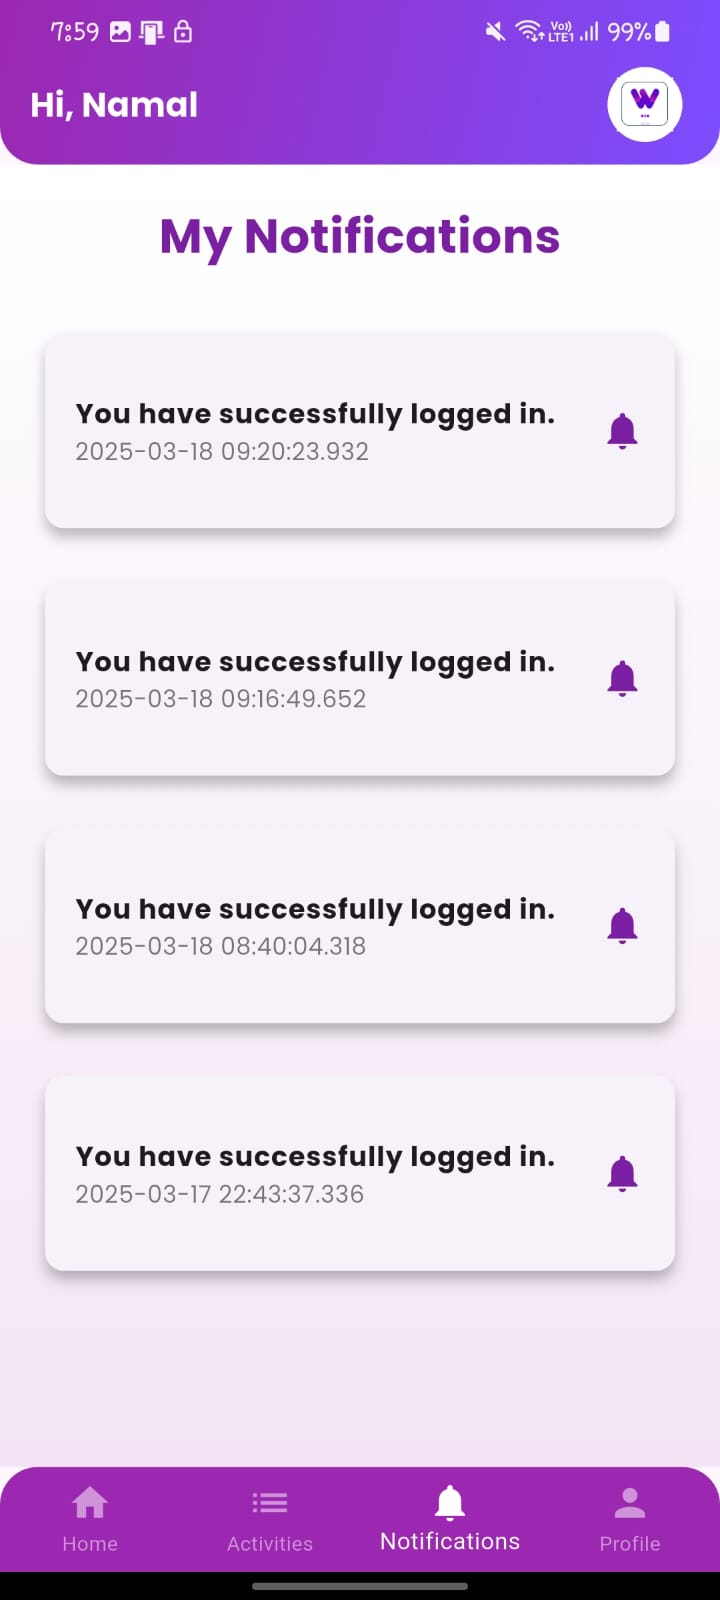 7:59
Vo))
LTE1
99%
Hi, Namal
W
My Notifications
You have successfully logged in.
2025-03-18 09:20:23.932
You have successfully logged in.
2025-03-18 09:16:49.652
You have successfully logged in.
2025-03-18 08:40:04.318
You have successfully logged in.
2025-03-17 22:43:37.336
Home
Activities
Notifications
Profile